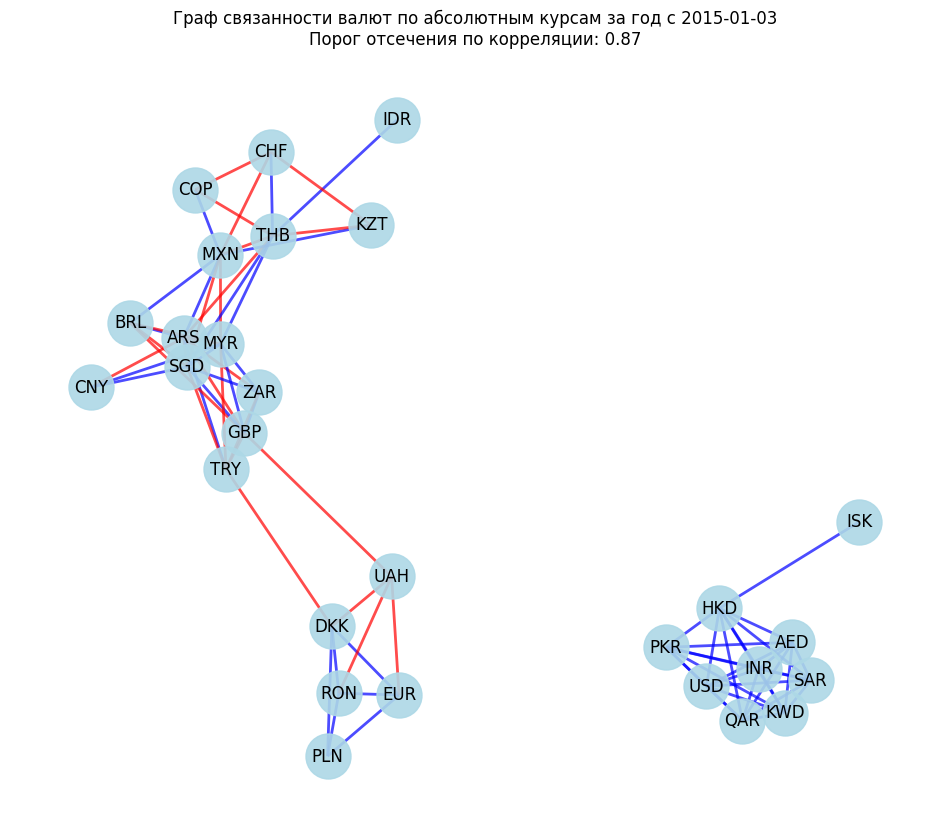 Граф связанности валют по абсолютным курсам за год с 2015-01-03
Порог отсечения по корреляции: 0.87
IDR
CHF
COP
KZT
THB
MXN
BRL
ARS
MYR
SGD
CNY
ZAR
GBP
TRY
ISK
UAH
HKD
DKK
AED
PKR
INR
SAR
USD
RON
EUR
KWD
QAR
PLN